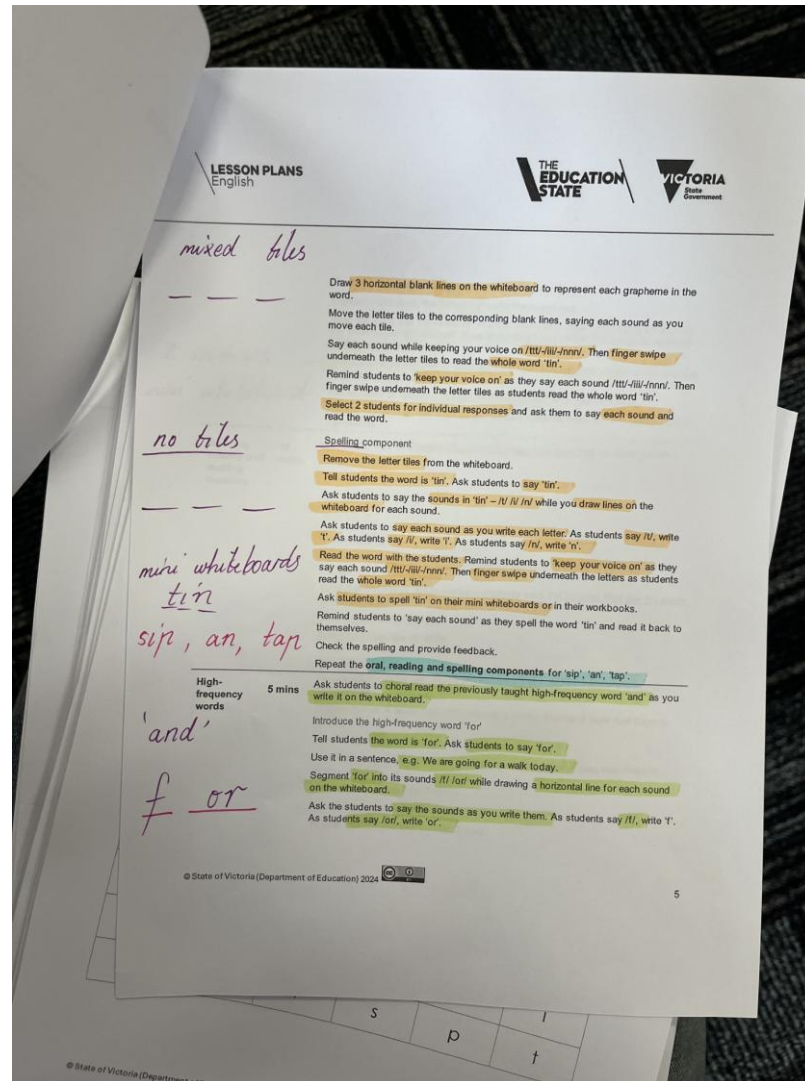 LESSON PLANS
English
THE
EDUCATION
STATE
VICTORIA
State
Government
mixed tiles
Draw 3 horizontal blank lines on the whiteboard to represent each grapheme in the
word.
Move the letter tiles to the corresponding blank lines, saying each sound as you
move each tile.
Say each sound while keeping your voice on /ttt/-/iii/-/nnn/. Then finger swipe
underneath the letter tiles to read the whole word 'tin'.
Remind students to 'keep your voice on' as they say each sound /ttt/-/iii/-/nnn/. Then
finger swipe underneath the letter tiles as students read the whole word 'tin'.
Select 2 students for individual responses and ask them to say each sound and
read the word.
no tiles
Spelling component
Remove the letter tiles from the whiteboard.
Tell students the word is 'tin'. Ask students to say 'tin'.
Ask students to say the sounds in 'tin' – /t/ /i/ /n/ while you draw lines on the
whiteboard for each sound.
Ask students to say each sound as you write each letter. As students say /t/, write
't'. As students say /i/, write 'i'. As students say /n/, write 'n'.
mini whiteboards
tin
Read the word with the students. Remind students to 'keep your voice on' as they
say each sound /ttt/-/iii/-/nnn/. Then finger swipe underneath the letters as students
read the whole word 'tin'.
Ask students to spell 'tin' on their mini whiteboards or in their workbooks.
Remind students to 'say each sound' as they spell the word 'tin' and read it back to
themselves.
sip, an, tap
Check the spelling and provide feedback.
Repeat the oral, reading and spelling components for 'sip', 'an', 'tap'.
High-
frequency
words
5 mins
Ask students to choral read the previously taught high-frequency word 'and' as you
write it on the whiteboard.
'and'
Introduce the high-frequency word 'for'
Tell students the word is 'for'. Ask students to say 'for'.
Use it in a sentence, e.g. We are going for a walk today.
Segment 'for' into its sounds /f/ /or/ while drawing a horizontal line for each sound
on the whiteboard.
f or
Ask the students to say the sounds as you write them. As students say /f/, write 'f'.
As students say /or/, write 'or'.
© State of Victoria (Department of Education) 2024
5
s
p
t
© State of Victoria (Department